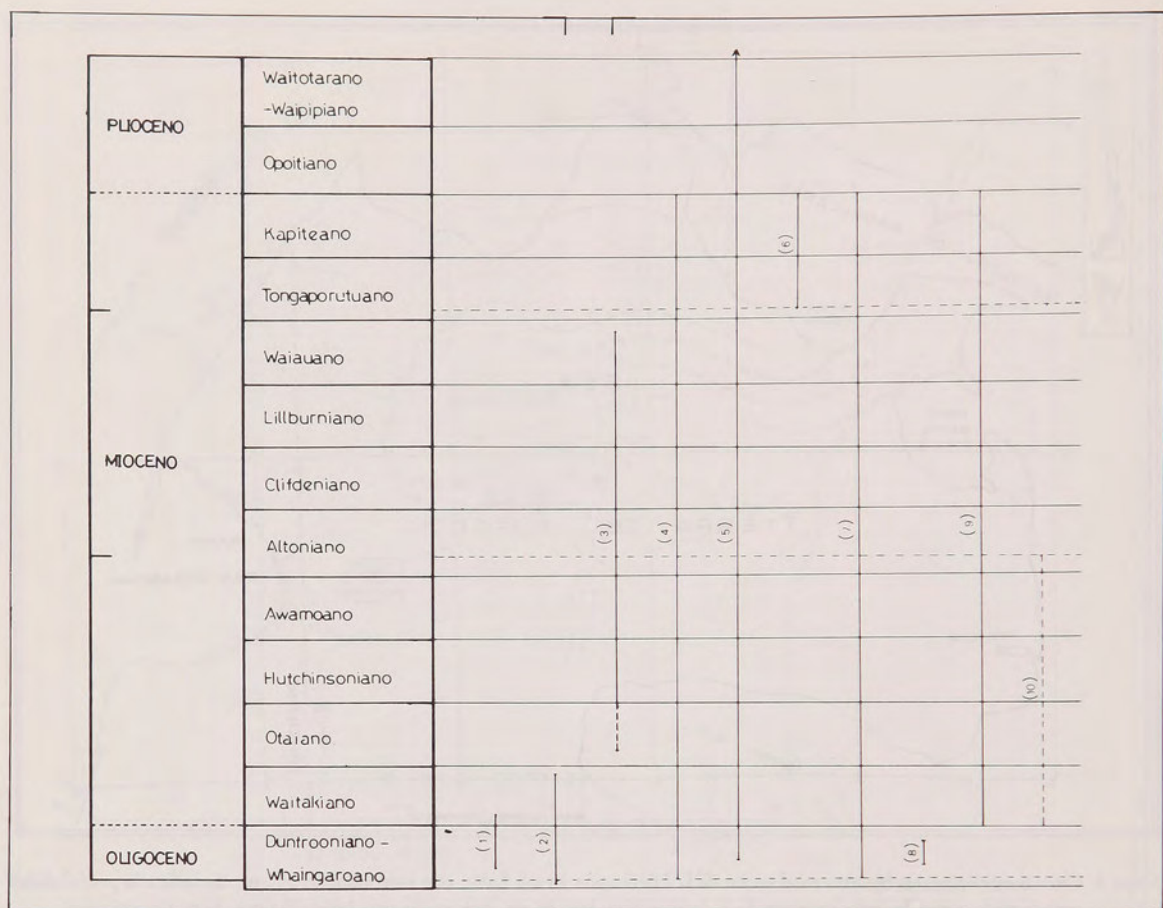 PLIOCENO
Waitotarano
-Waipipiano
Opoitiano
Kapiteano
Tongaporutuano
MIOCENO
Waiauano
Lillburniano
Clifdeniano
Altoniano
Awamoano
Hutchinsoniano
Otaiano
Waitakiano
OLIGOCENO
Duntrooniano -
Whaingaroano
(1)
(2)
(3)
(4)
(5)
(6)
(7)
(8)
(9)
(10)